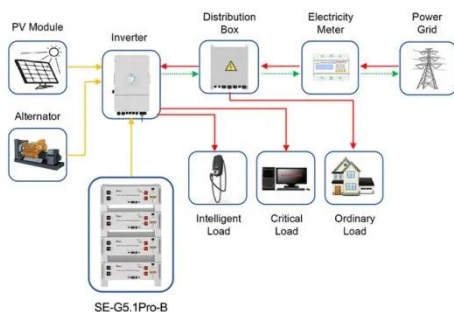 PV Module
Inverter
Distribution
Box
Electricity
Meter
Power
Grid
Alternator
Intelligent
Load
Critical
Load
Ordinary
Load
SE-G5.1Pro-B